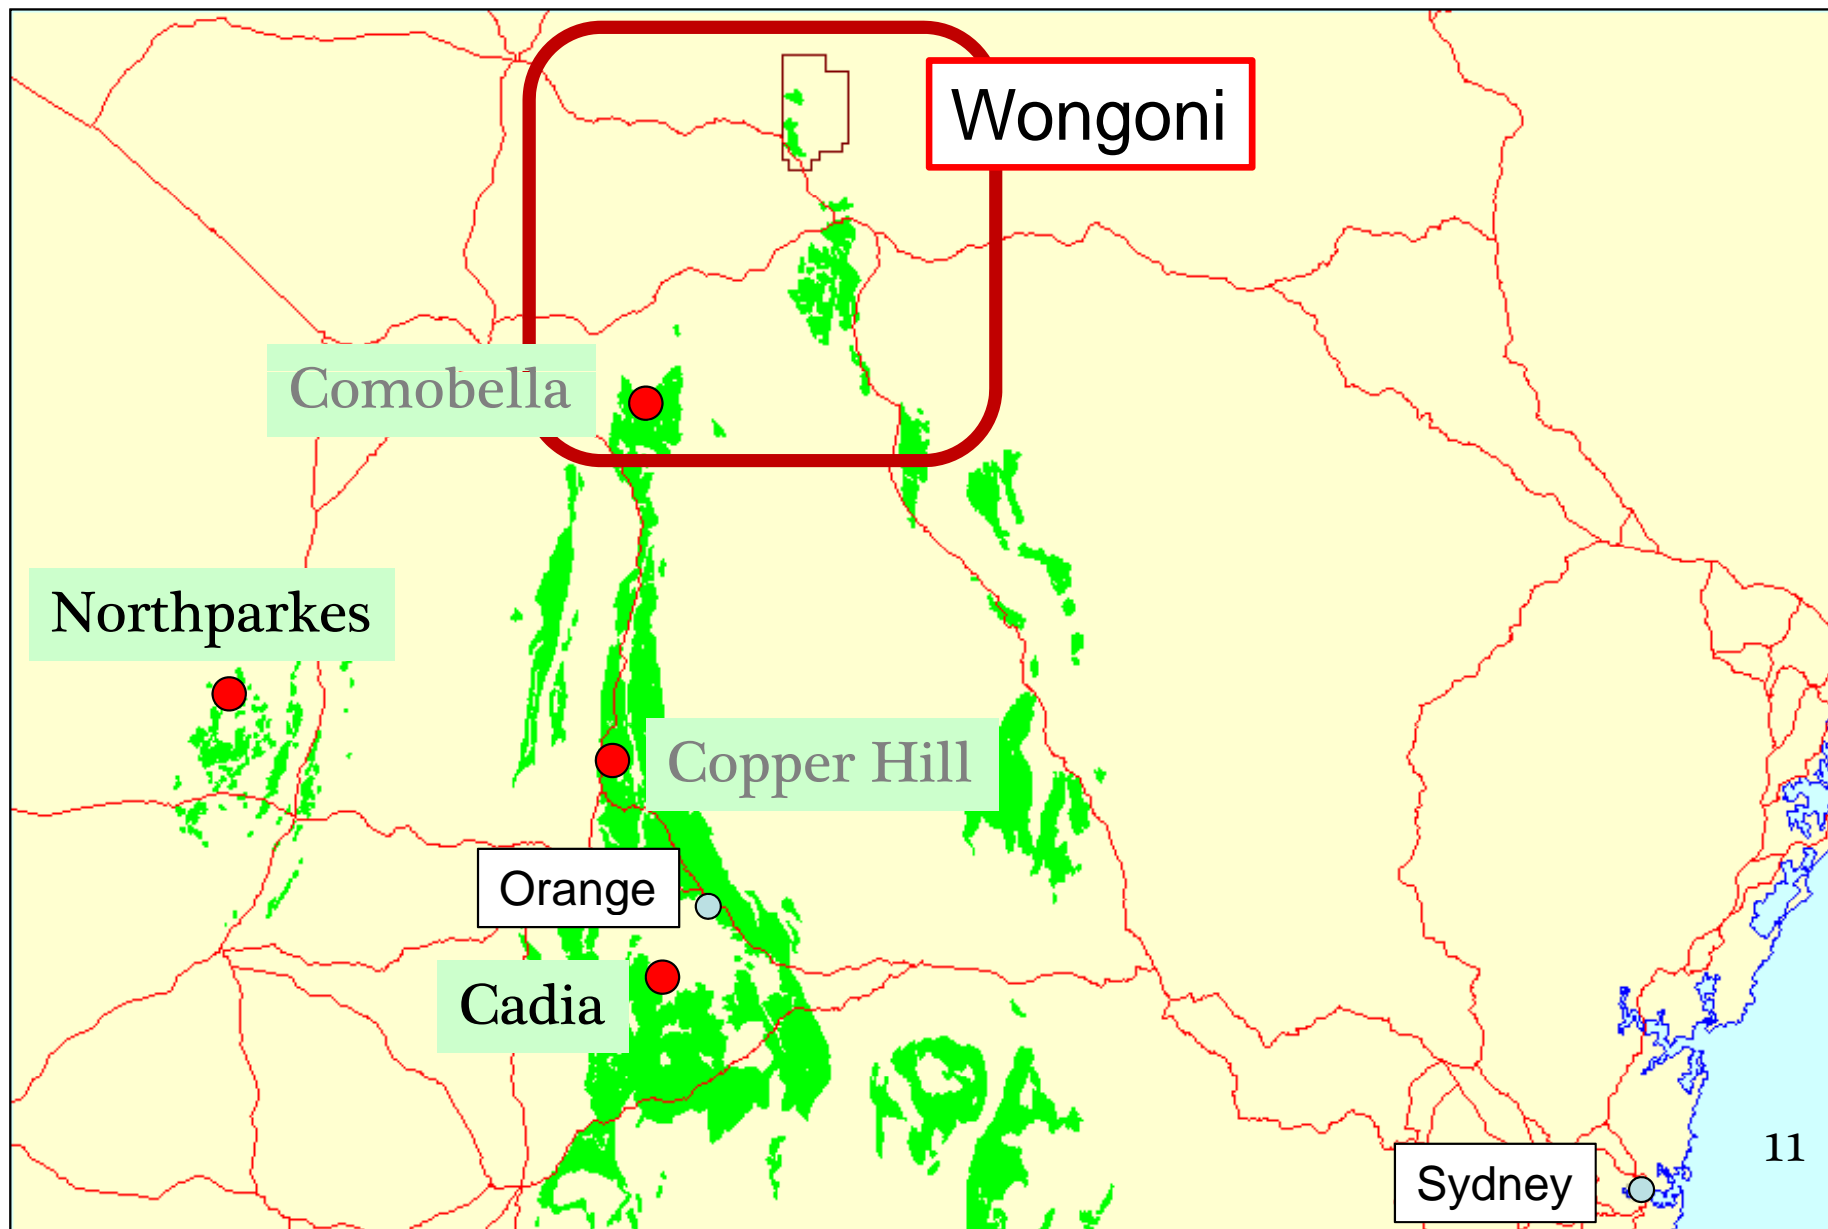 Wongoni
Comobella
Northparkes
Copper Hill
Orange
Cadia
Sydney
11